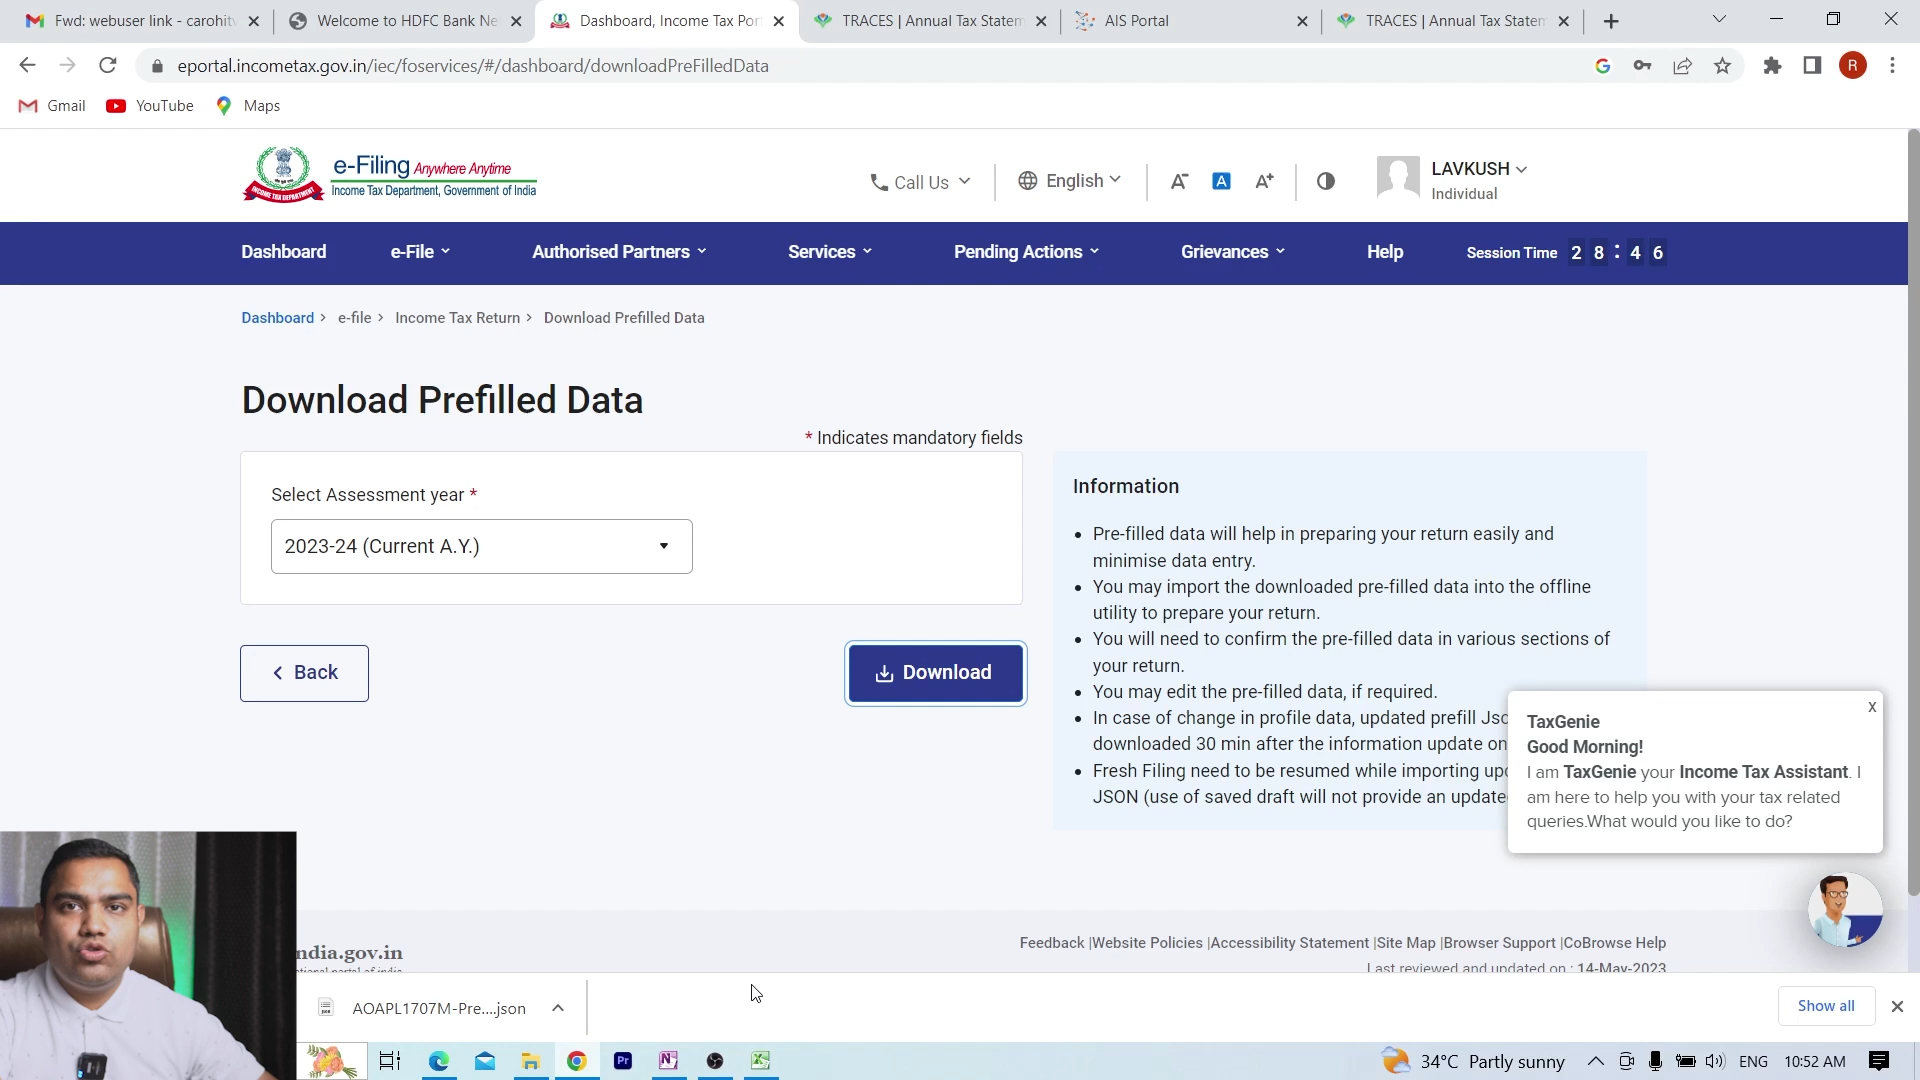 Fwd: webuser link - carohitv
Welcome to HDFC Bank Ne
Dashboard, Income Tax Por
TRACES | Annual Tax Statem
AIS Portal
TRACES | Annual Tax Statem
eportal.incometax.gov.in/iec/foservices/#/dashboard/downloadPreFilledData
R
Gmail
YouTube
Maps
e-Filing Anywhere Anytime
Income Tax Department, Government of India
INCOME TAX DEPARTMENT
Call Us
English
A-
A
A+
LAVKUSH
Individual
Dashboard
e-File
Authorised Partners
Services
Pending Actions
Grievances
Help
Session Time 2 8 : 4 6
Dashboard > e-file > Income Tax Return > Download Prefilled Data
Download Prefilled Data
* Indicates mandatory fields
Select Assessment year *
2023-24 (Current A.Y.)
< Back
Download
Information
• Pre-filled data will help in preparing your return easily and
minimise data entry.
• You may import the downloaded pre-filled data into the offline
utility to prepare your return.
• You will need to confirm the pre-filled data in various sections of
your return.
• You may edit the pre-filled data, if required.
• In case of change in profile data, updated prefill Jso
downloaded 30 min after the information update on
• Fresh Filing need to be resumed while importing upd
JSON (use of saved draft will not provide an update
x
TaxGenie
Good Morning!
I am TaxGenie your Income Tax Assistant. I
am here to help you with your tax related
queries.What would you like to do?
ndia.gov.in
Feedback |Website Policies |Accessibility Statement |Site Map |Browser Support |CoBrowse Help
Last reviewed and updated on : 14-May-2023
AOAPL1707M-Pre....json
Show all
Pr
N
34°C Partly sunny
ENG
10:52 AM